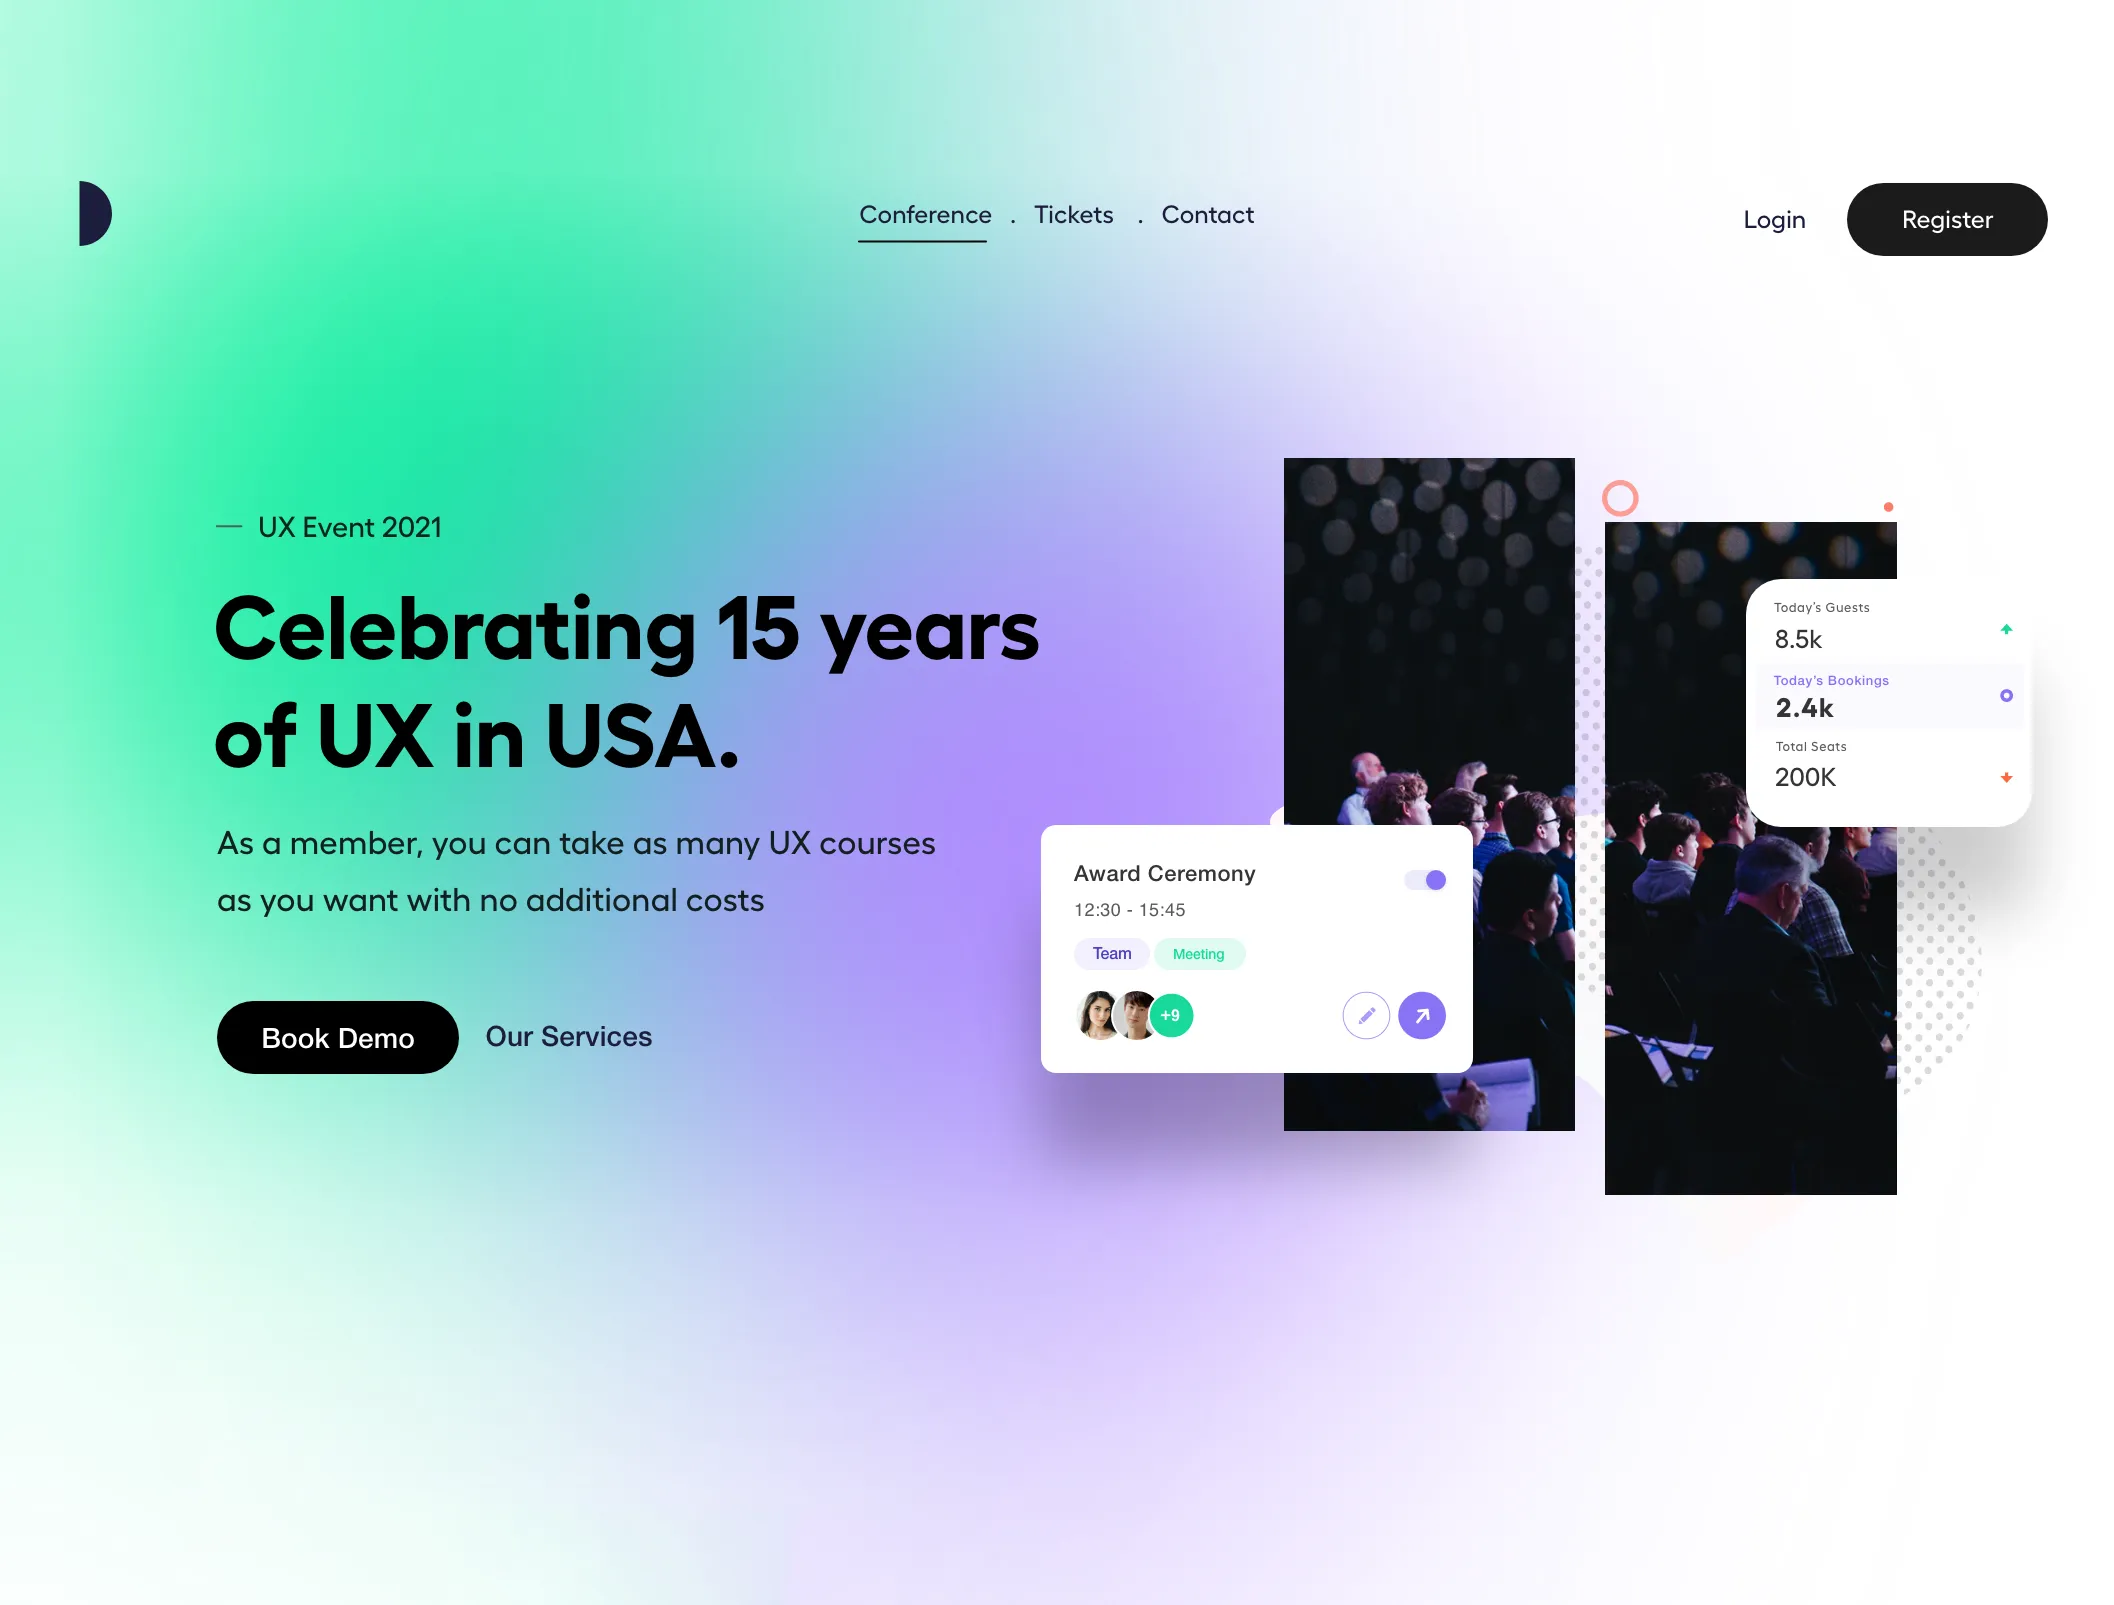 Conference . Tickets . Contact
Login
Register
— UX Event 2021
Celebrating 15 years
of UX in USA.
As a member, you can take as many UX courses
as you want with no additional costs
Book Demo
Our Services
Today's Guests
8.5k
Today's Bookings
2.4k
Total Seats
200K
Award Ceremony
12:30 - 15:45
Team
Meeting
+9